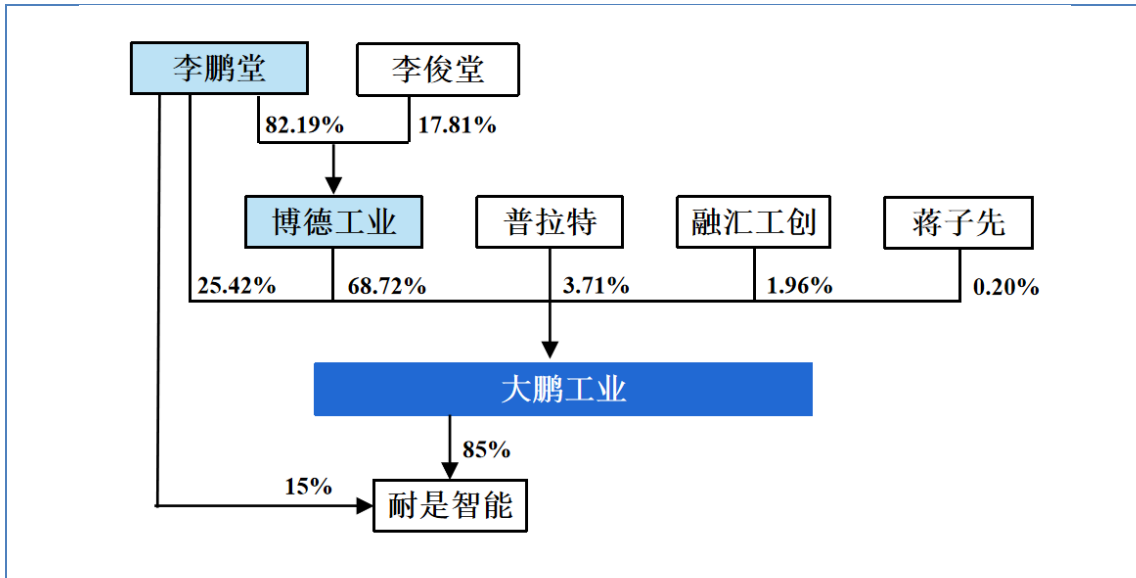 李鹏堂
李俊堂
82.19%
17.81%
博德工业
普拉特
融汇工创
蒋子先
25.42%
68.72%
3.71%
1.96%
0.20%
大鹏工业
85%
15%
耐是智能